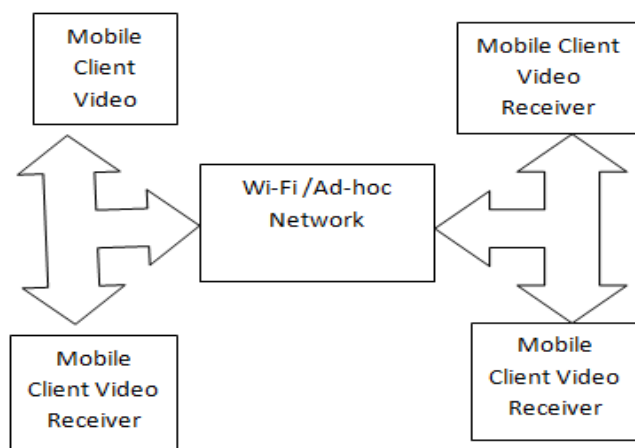 Mobile
Client
Video
Mobile Client
Video
Receiver
Wi-Fi /Ad-hoc
Network
Mobile
Client Video
Receiver
Mobile
Client Video
Receiver